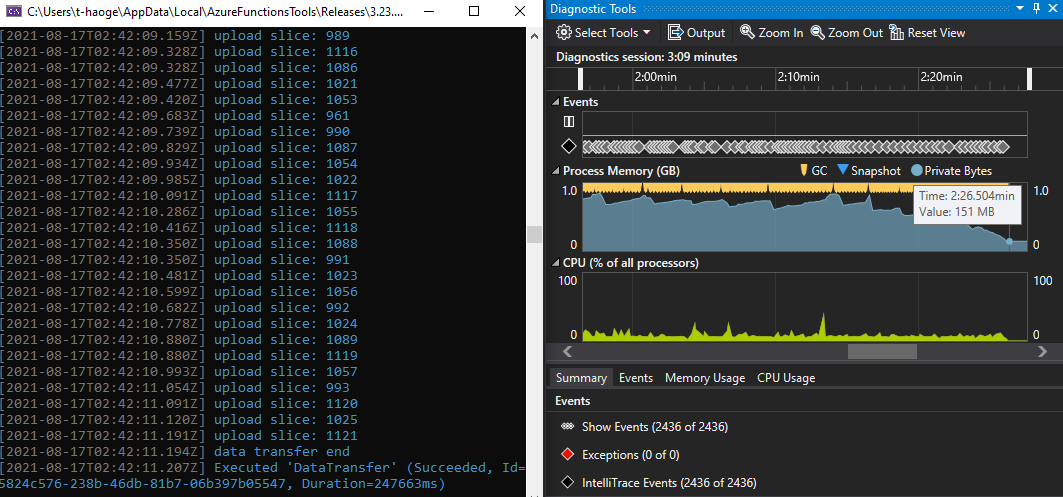 C:\Users\t-haoge\AppData\Local\AzureFunctionsTools\Releases\3.23....
[2021-08-17T02:42:09.159Z] upload slice: 989
[2021-08-17T02:42:09.328Z] upload slice: 1116
[2021-08-17T02:42:09.328Z] upload slice: 1086
[2021-08-17T02:42:09.477Z] upload slice: 1021
[2021-08-17T02:42:09.420Z] upload slice: 1053
[2021-08-17T02:42:09.683Z] upload slice: 961
[2021-08-17T02:42:09.739Z] upload slice: 990
[2021-08-17T02:42:09.829Z] upload slice: 1087
[2021-08-17T02:42:09.934Z] upload slice: 1054
[2021-08-17T02:42:09.985Z] upload slice: 1022
[2021-08-17T02:42:10.091Z] upload slice: 1117
[2021-08-17T02:42:10.286Z] upload slice: 1055
[2021-08-17T02:42:10.416Z] upload slice: 1118
[2021-08-17T02:42:10.350Z] upload slice: 1088
[2021-08-17T02:42:10.350Z] upload slice: 991
[2021-08-17T02:42:10.481Z] upload slice: 1023
[2021-08-17T02:42:10.599Z] upload slice: 1056
[2021-08-17T02:42:10.682Z] upload slice: 992
[2021-08-17T02:42:10.778Z] upload slice: 1024
[2021-08-17T02:42:10.880Z] upload slice: 1089
[2021-08-17T02:42:10.880Z] upload slice: 1119
[2021-08-17T02:42:10.993Z] upload slice: 1057
[2021-08-17T02:42:11.054Z] upload slice: 993
[2021-08-17T02:42:11.091Z] upload slice: 1120
[2021-08-17T02:42:11.120Z] upload slice: 1025
[2021-08-17T02:42:11.191Z] upload slice: 1121
[2021-08-17T02:42:11.194Z] data transfer end
[2021-08-17T02:42:11.207Z] Executed 'DataTransfer' (Succeeded, Id=
5824c576-238b-46db-81b7-06b397b05547, Duration=247663ms)
Diagnostic Tools
Select Tools Output Zoom In Zoom Out Reset View
Diagnostics session: 3:09 minutes
2:00min 2:10min 2:20min
Events
Process Memory (GB) GC Snapshot Private Bytes
1.0 1.0
Time: 2:26.504min
Value: 151 MB
0 0
CPU (% of all processors)
100 100
0 0
Summary Events Memory Usage CPU Usage
Events
Show Events (2436 of 2436)
Exceptions (0 of 0)
IntelliTrace Events (2436 of 2436)